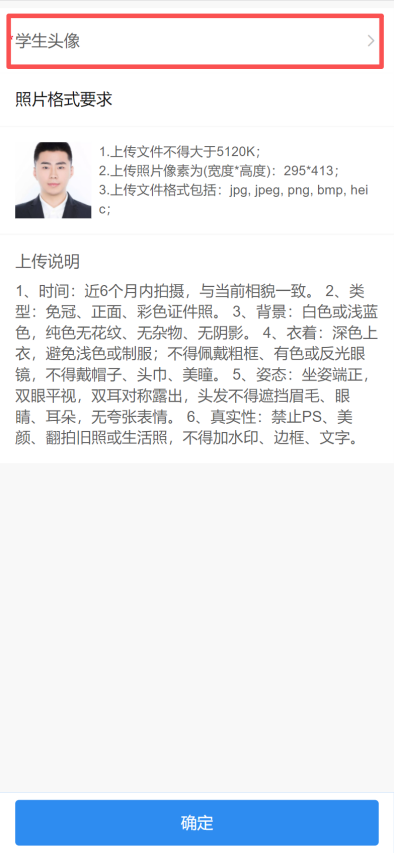 *学生头像
照片格式要求
1.上传文件不得大于5120K；
2.上传照片像素为(宽度*高度)：295*413；
3.上传文件格式包括：jpg, jpeg, png, bmp, hei
c；
上传说明
1、时间：近6个月内拍摄，与当前相貌一致。 2、类
型：免冠、正面、彩色证件照。 3、背景：白色或浅蓝
色，纯色无花纹、无杂物、无阴影。 4、衣着：深色上
衣，避免浅色或制服；不得佩戴粗框、有色或反光眼
镜，不得戴帽子、头巾、美瞳。 5、姿态：坐姿端正，
双眼平视，双耳对称露出，头发不得遮挡眉毛、眼
睛、耳朵，无夸张表情。 6、真实性：禁止PS、美
颜、翻拍旧照或生活照，不得加水印、边框、文字。
确定